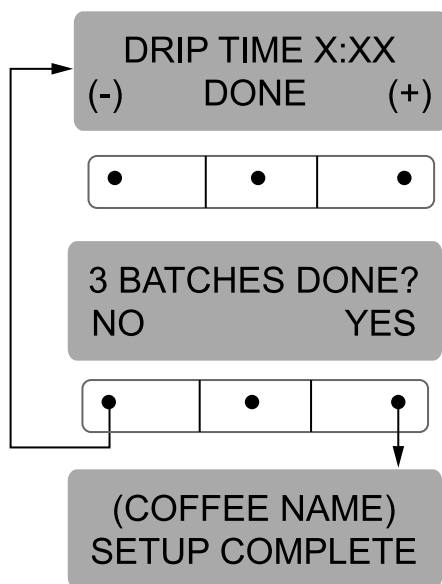 DRIP TIME X:XX
(-) DONE (+)
3 BATCHES DONE?
NO YES
(COFFEE NAME)
SETUP COMPLETE